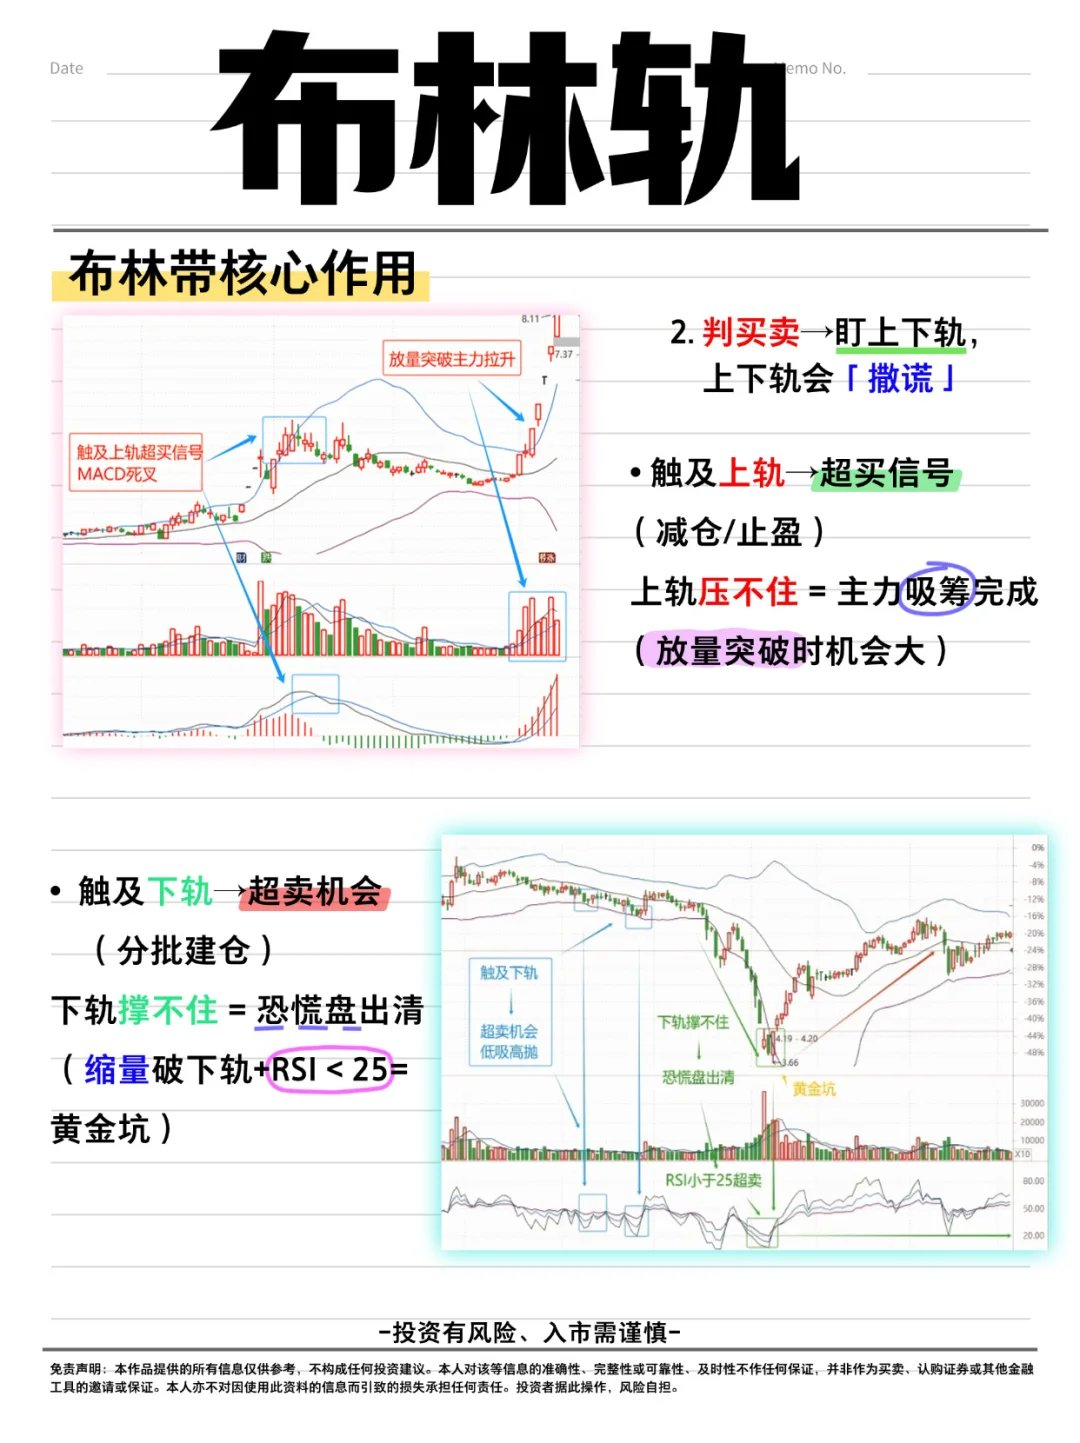 Date
Memo No.
布林轨
布林带核心作用
8.11
放量突破主力拉升
7.37
触及上轨超买信号
MACD死叉
财
2.判买卖→盯上下轨,
上下轨会「撒谎」
•触及上轨→超买信号
(减仓/止盈)
上轨压不住=主力吸筹完成
(放量突破时机会大)
• 触及下轨→超卖机会
(分批建仓)
下轨撑不住=恐慌盘出清
(缩量破下轨+RSI<25=
黄金坑)
0%
-4%
-8%
-12%
-16%
-20%
-24%
-28%
-32%
-36%
-40%
-44%
-48%
触及下轨
超卖机会
低吸高抛
下轨撑不住
4.19 - 4.20
3.66
恐慌盘出清
黄金坑
30000
20000
10000
X10
RSI小于25超卖
80.00
50.00
20.00
-投资有风险、入市需谨慎-
免责声明：本作品提供的所有信息仅供参考，不构成任何投资建议。本人对该等信息的准确性、完整性或可靠性、及时性不作任何保证，并非作为买卖、认购证券或其他金融
工具的邀请或保证。本人亦不对因使用此资料的信息而引致的损失承担任何责任。投资者据此操作，风险自担。